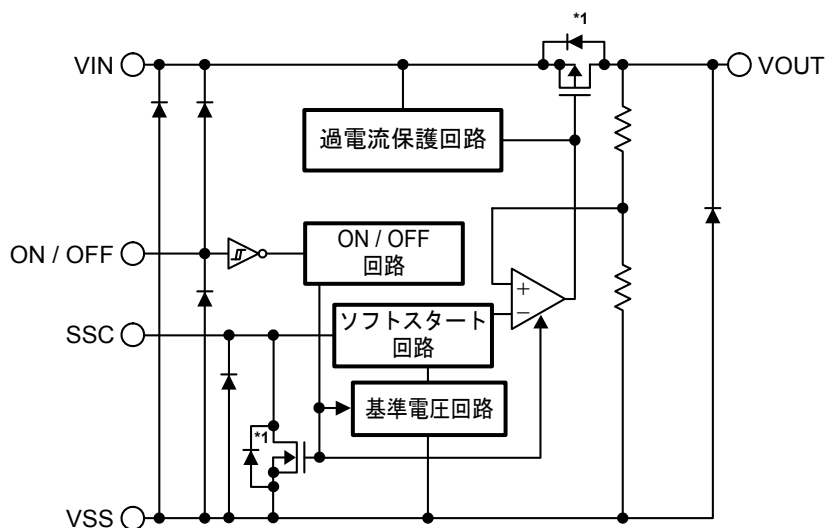 *1
VIN
VOUT
過電流保護回路
ON / OFF
ON / OFF
回路
+
−
SSC
ソフトスタート
回路
基準電圧回路
*1
VSS